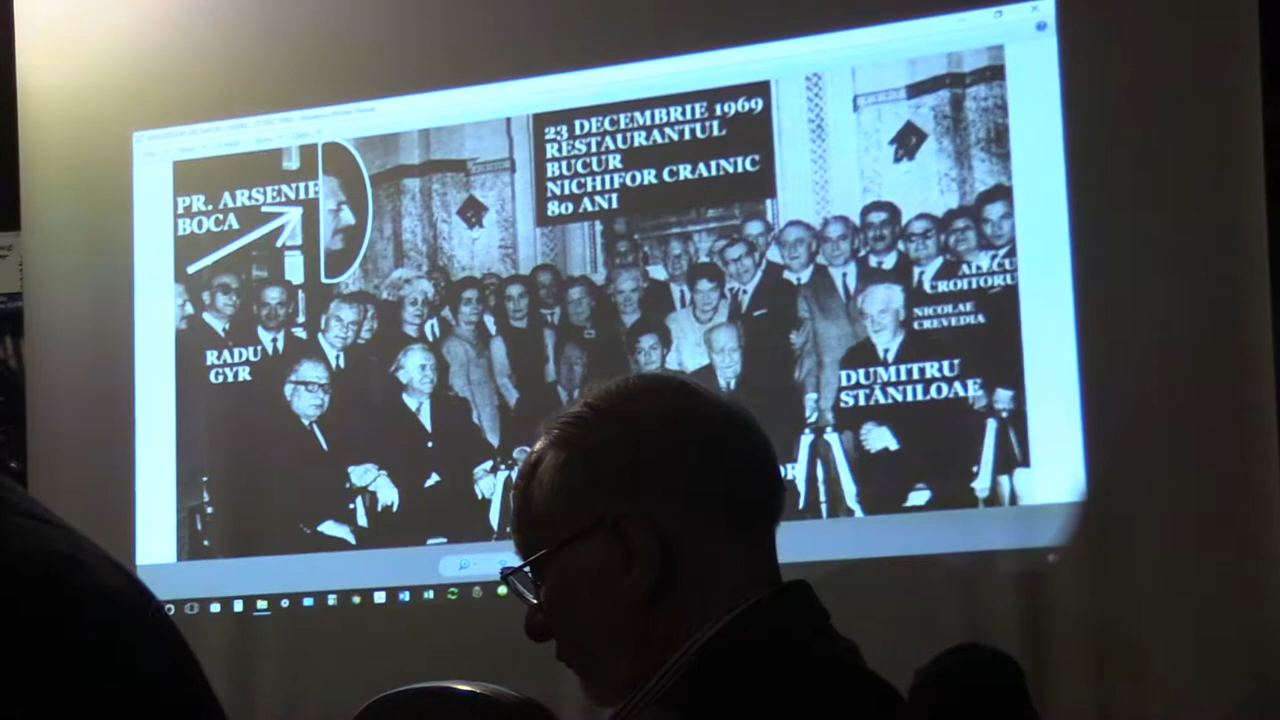 23 DECEMBRIE 1969
RESTAURANTUL
BUCUR
NICHIFOR CRAINIC
80 ANI
PR. ARSENIE
BOCA
RADU
GYR
ALECU
CROITORU
NICOLAE
CREVEDIA
DUMITRU
STĂNILOAE
OR